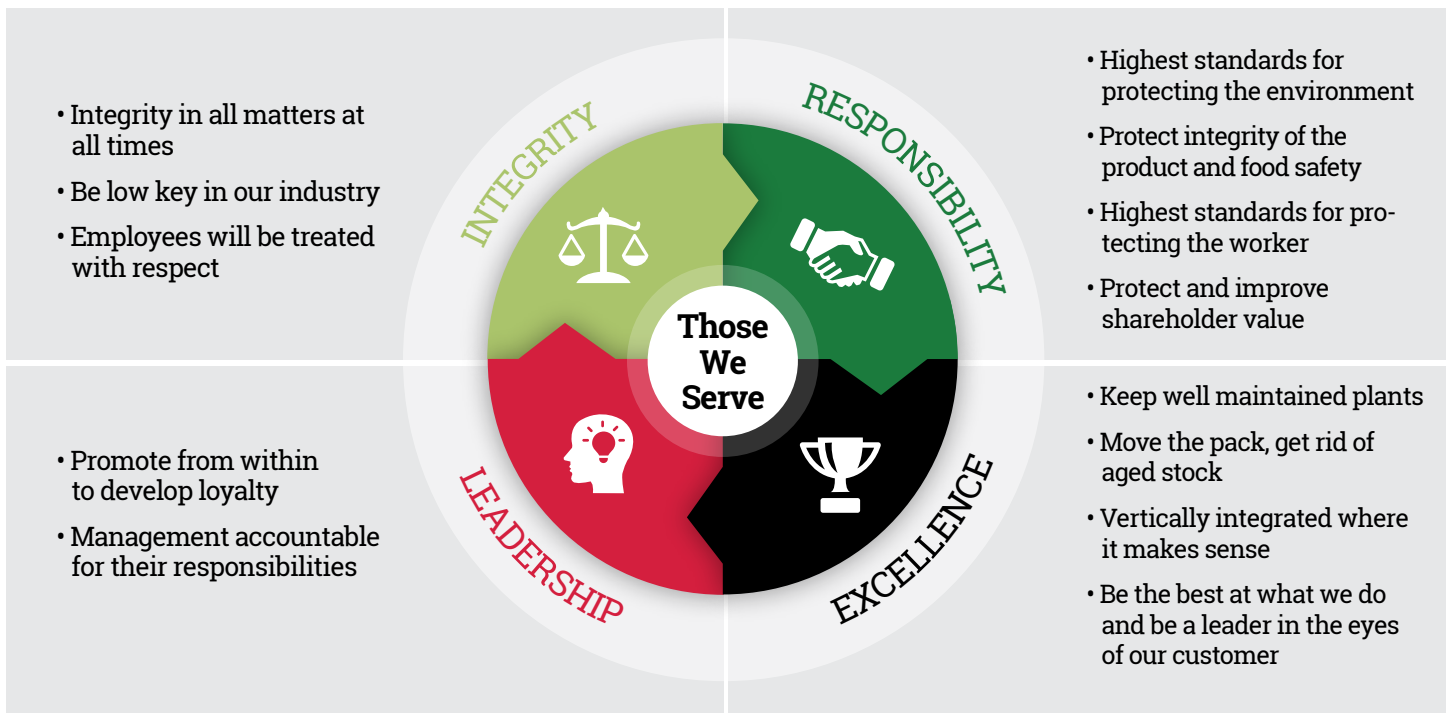 • Integrity in all matters at
all times
• Be low key in our industry
• Employees will be treated
with respect
INTEGRITY
RESPONSIBILITY
• Highest standards for
protecting the environment
• Protect integrity of the
product and food safety
• Highest standards for pro-
tecting the worker
• Protect and improve
shareholder value
Those
We
Serve
• Promote from within
to develop loyalty
• Management accountable
for their responsibilities
LEADERSHIP
EXCELLENCE
• Keep well maintained plants
• Move the pack, get rid of
aged stock
• Vertically integrated where
it makes sense
• Be the best at what we do
and be a leader in the eyes
of our customer